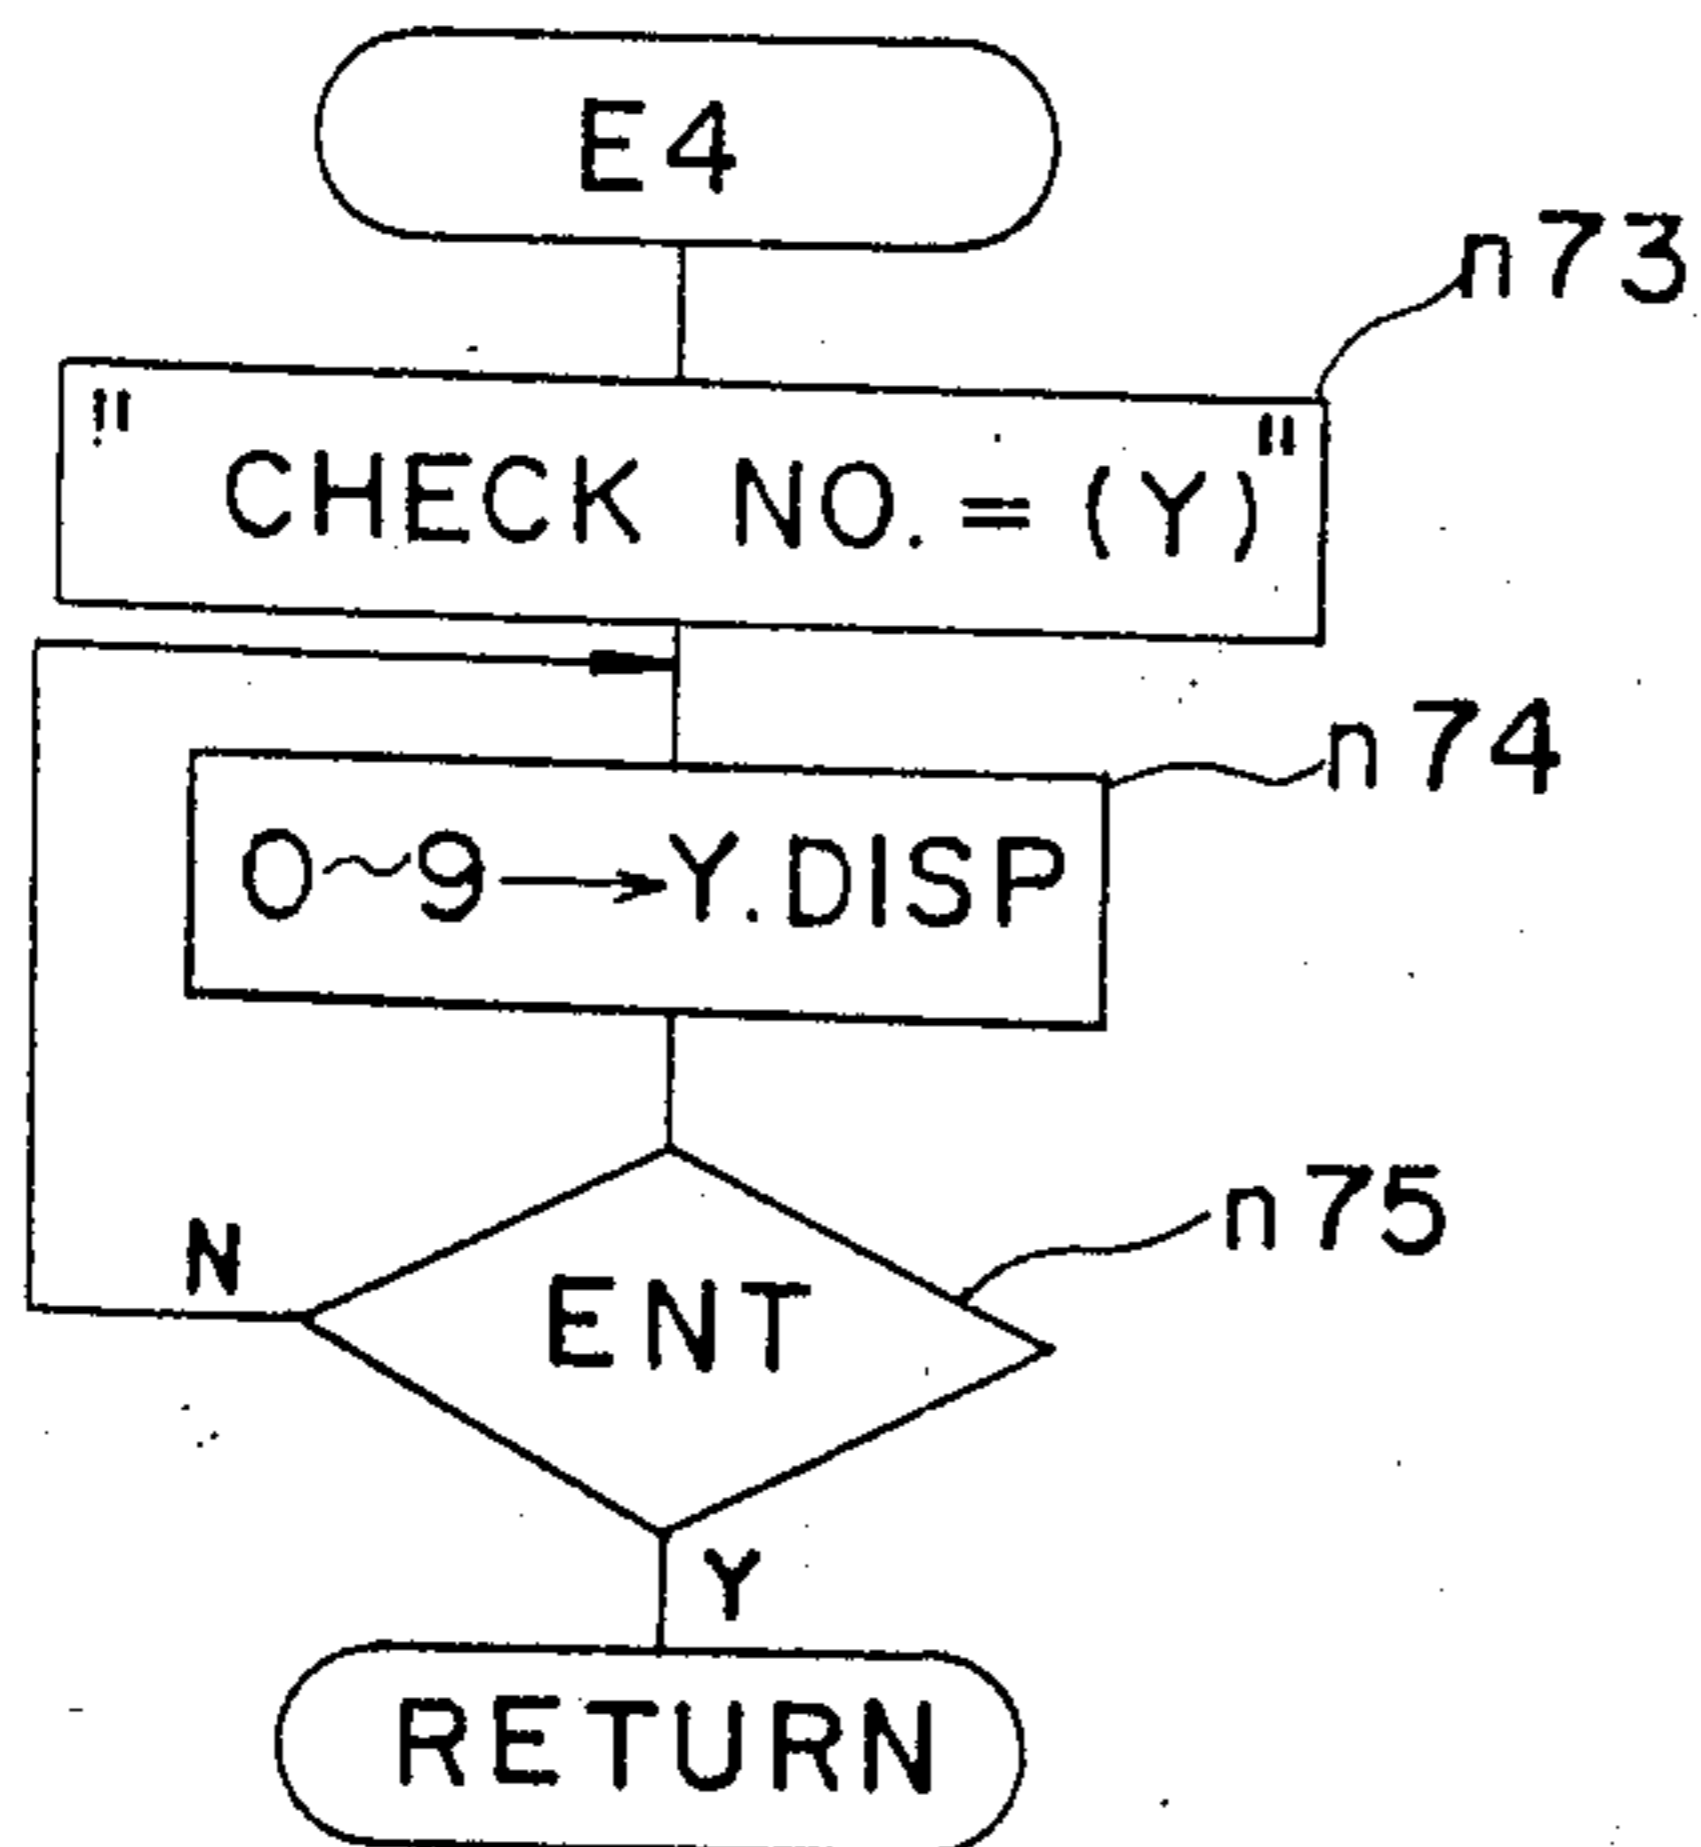 E4
n73
" CHECK NO. = (Y)"
n74
0~9→Y.DISP
n75
N
ENT
Y
RETURN